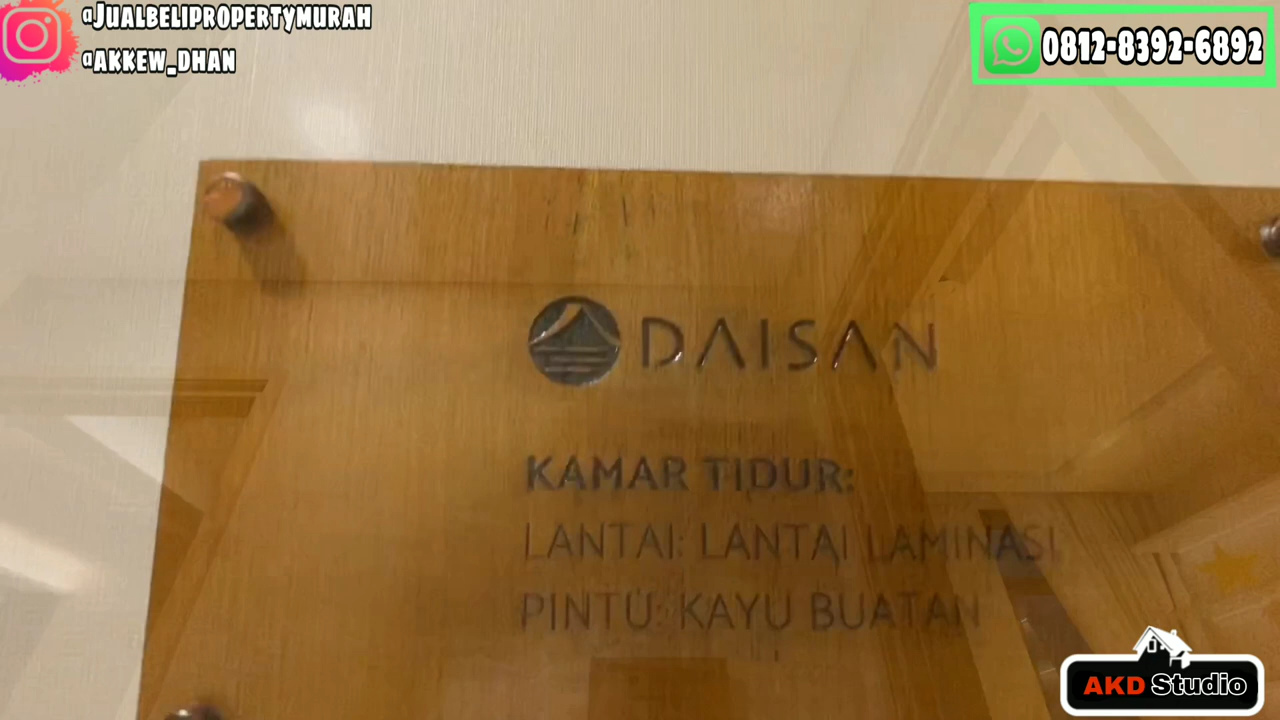 @Jualbelipropertymurah
@akkew_dhan
0812-8392-6892
DAISAN
KAMAR TIDUR:
LANTAI: LANTAI LAMINASI
PINTU: KAYU BUATAN
AKD Studio